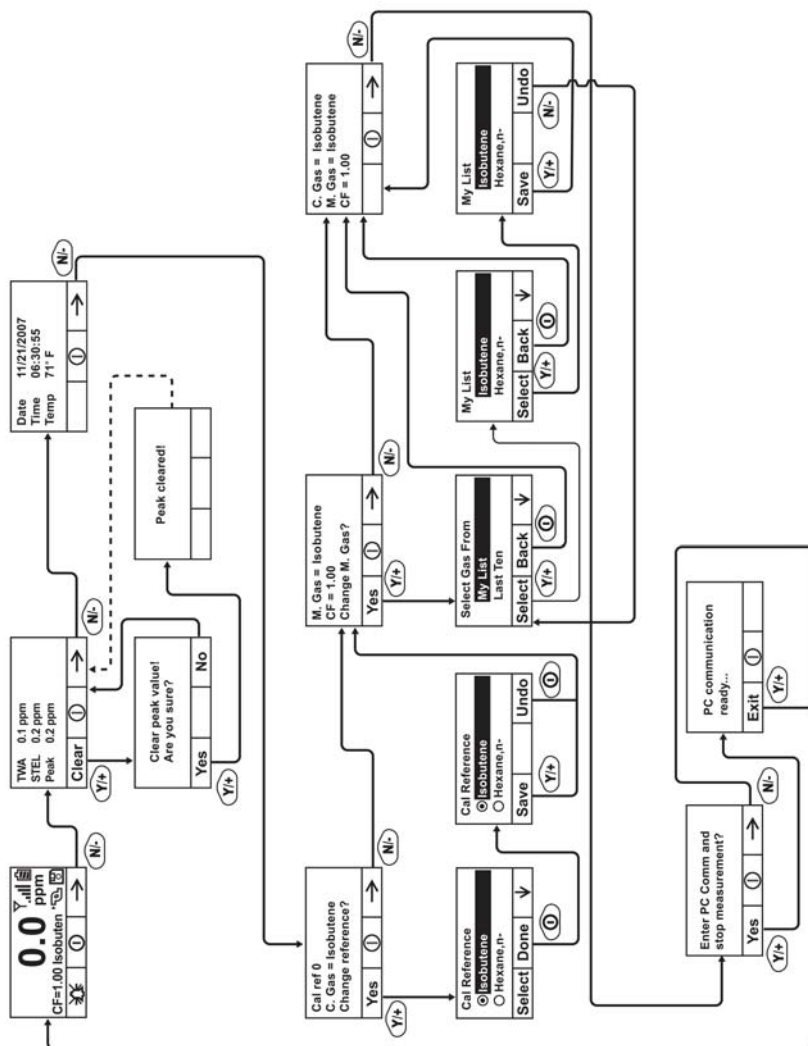 0.0
ppm
CF=1.00 Isobuten
N/-
TWA 0.1 ppm
STEL 0.2 ppm
Peak 0.2 ppm
Clear
Y/+
N/-
Date 11/21/2007
Time 06:30:55
Temp 71° F
N/-
Clear peak value!
Are you sure?
Yes No
Y/+
Peak cleared!
Cal ref 0
C. Gas = Isobutene
Change reference?
Yes
Y/+
N/-
M. Gas = Isobutene
CF = 1.00
Change M. Gas?
Yes
Y/+
N/-
C. Gas = Isobutene
M. Gas = Isobutene
CF = 1.00
N/-
Cal Reference
Isobutene
Hexane,n-
Select Done
Cal Reference
Isobutene
Hexane,n-
Save Undo
Y/+
Select Gas From
My List
Last Ten
Select Back
Y/+
My List
Isobutene
Hexane,n-
Select Back
Y/+
My List
Isobutene
Hexane,n-
Save Undo
Y/+
N/-
Enter PC Comm and
stop measurement?
Yes
Y/+
N/-
PC communication
ready...
Exit
Y/+